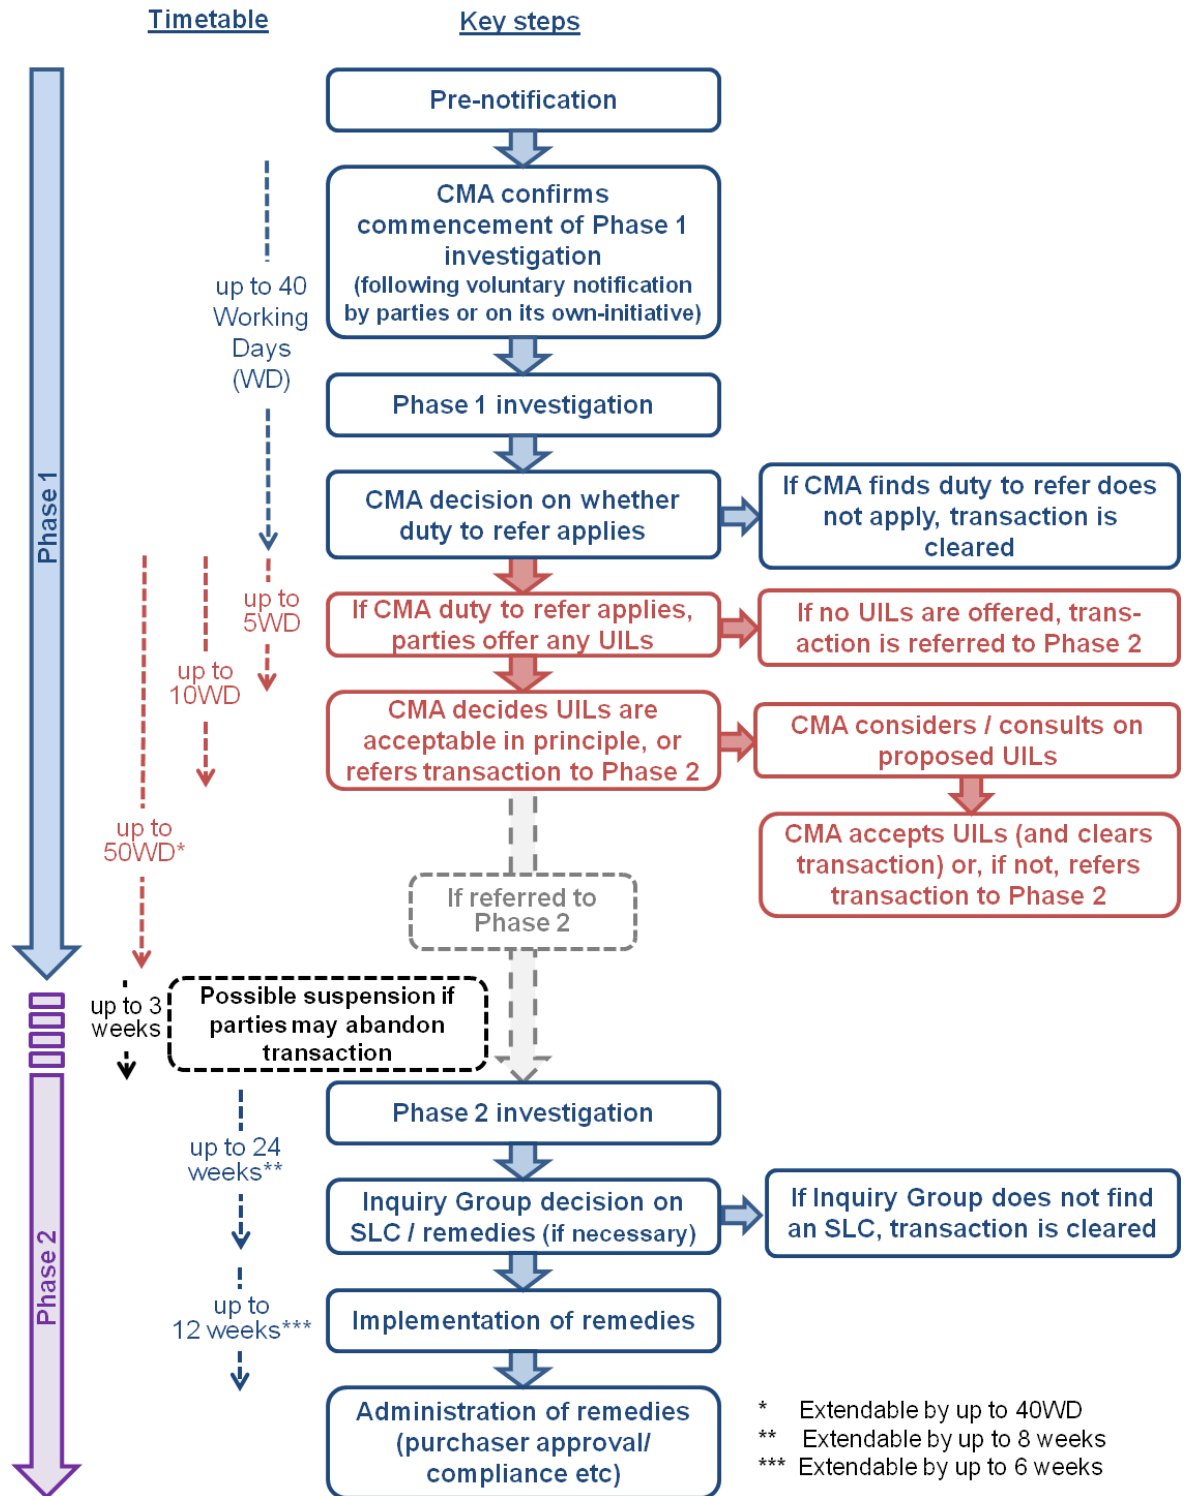 Timetable
Key steps
Pre-notification
CMA confirms
commencement of Phase 1
investigation
(following voluntary notification
by parties or on its own-initiative)
up to 40
Working
Days
(WD)
Phase 1 investigation
Phase 1
CMA decision on whether
duty to refer applies
If CMA finds duty to refer does
not apply, transaction is
cleared
up to
5WD
If CMA duty to refer applies,
parties offer any UILs
If no UILs are offered, trans-
action is referred to Phase 2
up to
10WD
CMA decides UILs are
acceptable in principle, or
refers transaction to Phase 2
CMA considers / consults on
proposed UILs
up to
50WD*
CMA accepts UILs (and clears
transaction) or, if not, refers
transaction to Phase 2
If referred to
Phase 2
up to 3
weeks
Possible suspension if
parties may abandon
transaction
Phase 2 investigation
up to 24
weeks**
Inquiry Group decision on
SLC / remedies (if necessary)
If Inquiry Group does not find
an SLC, transaction is cleared
Phase 2
up to
12 weeks***
Implementation of remedies
Administration of remedies
(purchaser approval/
compliance etc)
* Extendable by up to 40WD
** Extendable by up to 8 weeks
*** Extendable by up to 6 weeks